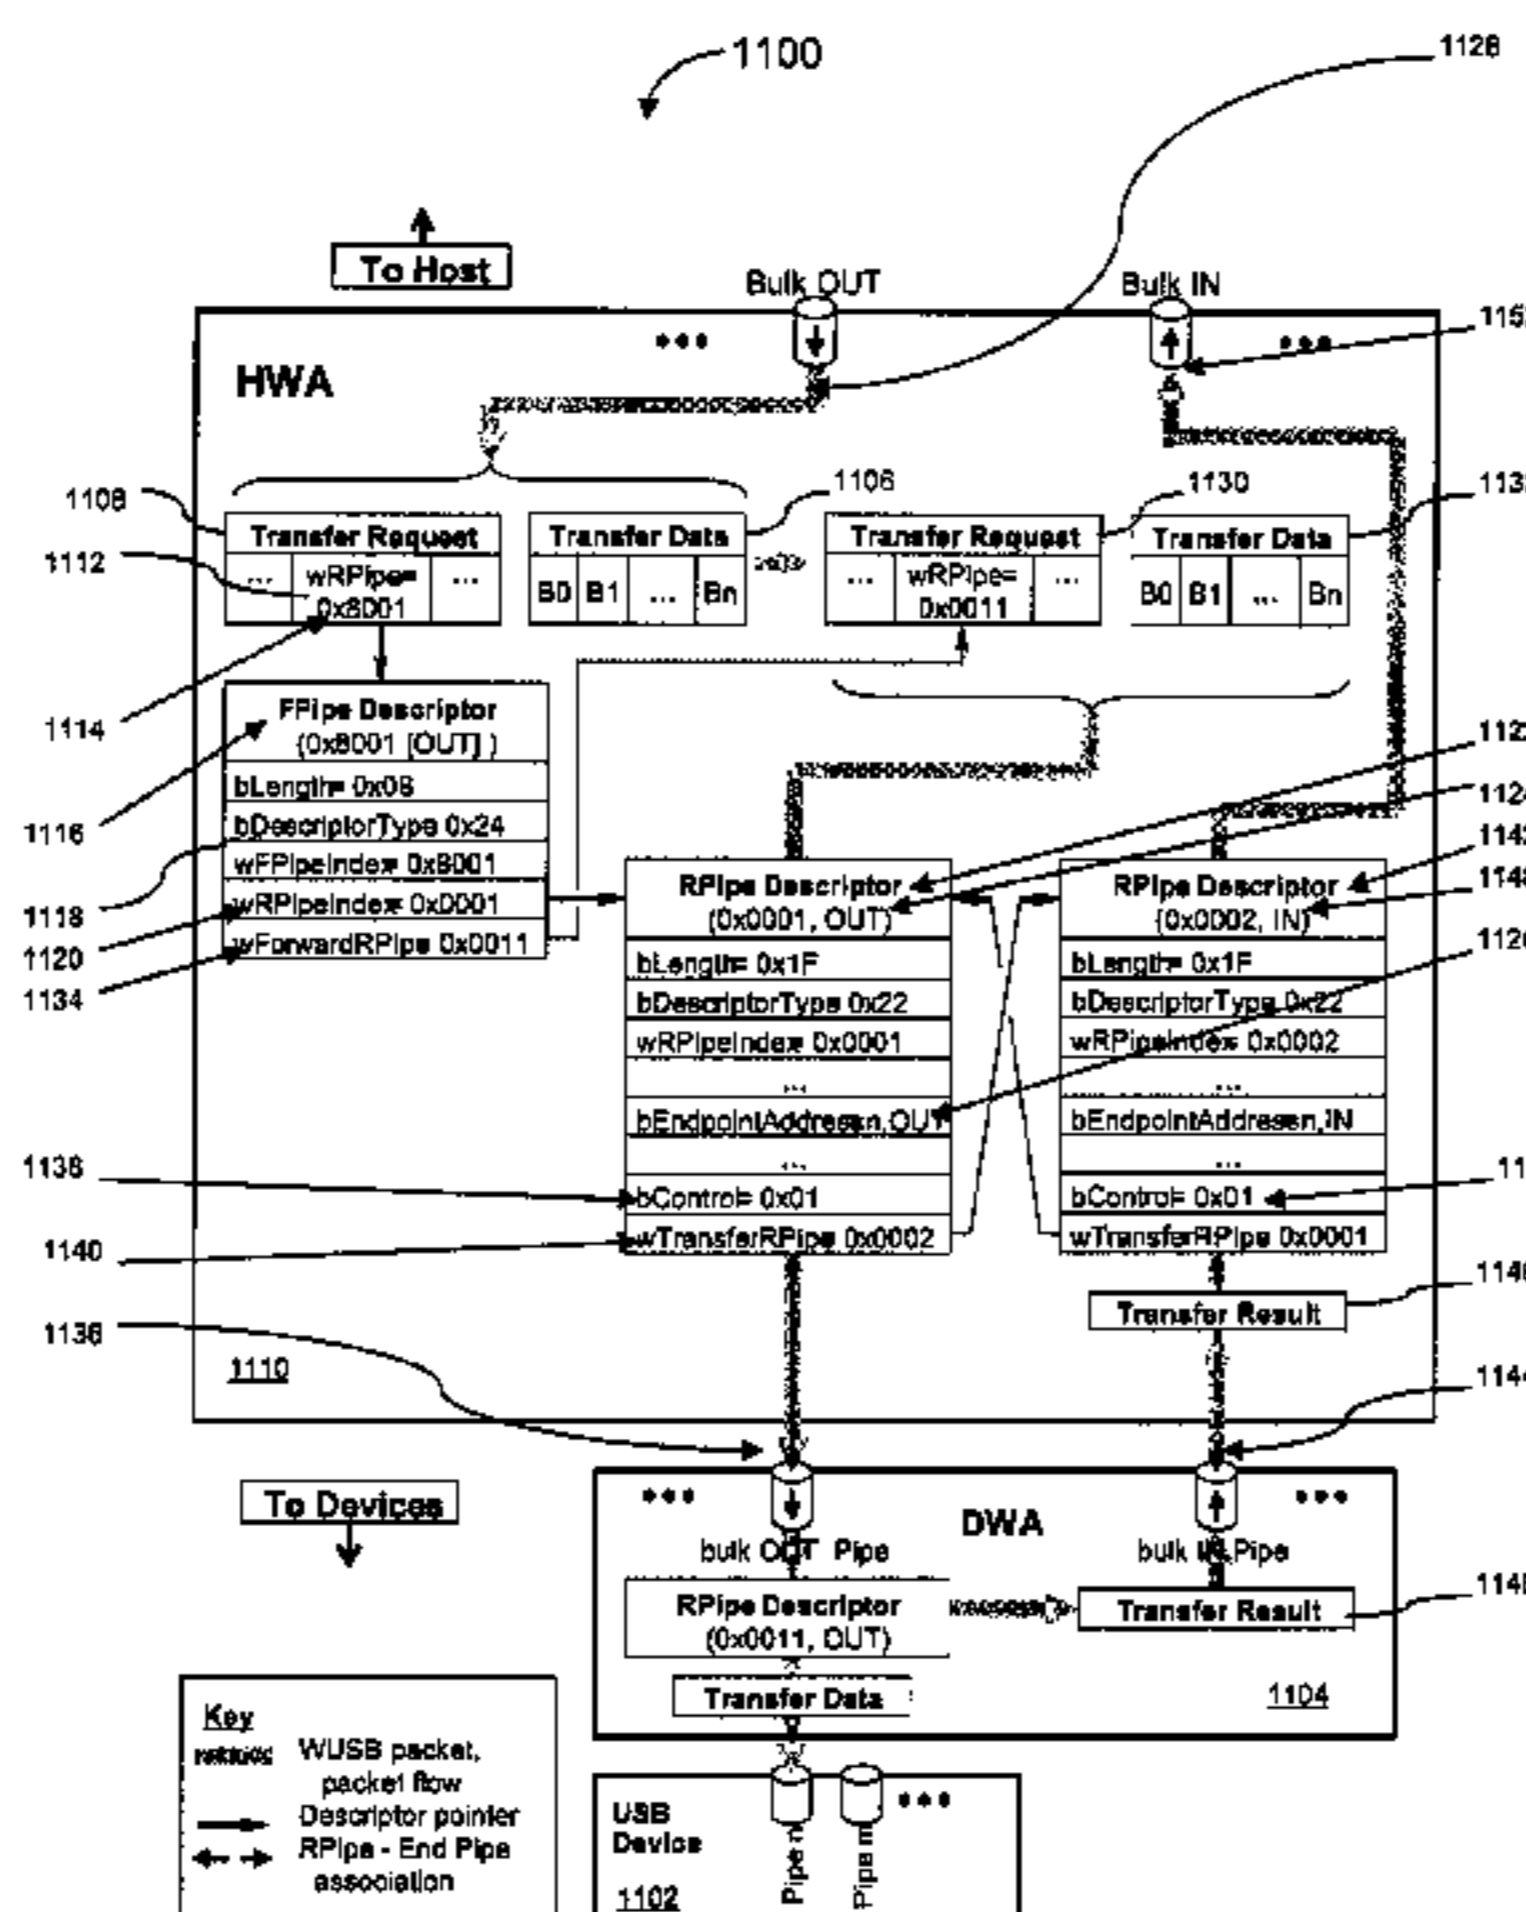 1100
1128
To Host
Bulk OUT
Bulk IN
HWA
1108
1106
1130
Transfer Request
Transfer Data
Transfer Request
Transfer Data
1112
... wRPipe= ...
0x8001
B0 B1 ... Bn
... wRPipe= ...
0x0011
B0 B1 ... Bn
1114
FPipe Descriptor
(0x8001 [OUT] )
bLength= 0x08
1116
bDescriptorType 0x24
wFPipeIndex= 0x8001
1118
wRPipeIndex= 0x0001
1120
wForwardRPipe 0x0011
1134
RPipe Descriptor
(0x0001, OUT)
bLength= 0x1F
bDescriptorType 0x22
wRPipeIndex= 0x0001
...
bEndpointAddress=n,OUT
...
bControl= 0x01
wTransferRPipe 0x0002
RPipe Descriptor
(0x0002, IN)
bLength= 0x1F
bDescriptorType 0x22
wRPipeIndex= 0x0002
...
bEndpointAddress=n,IN
...
bControl= 0x01
wTransferRPipe 0x0001
1140
Transfer Result
1110
To Devices
DWA
bulk OUT Pipe
bulk IN Pipe
RPipe Descriptor
(0x0011, OUT)
Transfer Result
Transfer Data
1104
Key
WUSB packet,
packet flow
Descriptor pointer
RPipe - End Pipe
association
USB
Device
1102
Pipe n
Pipe m